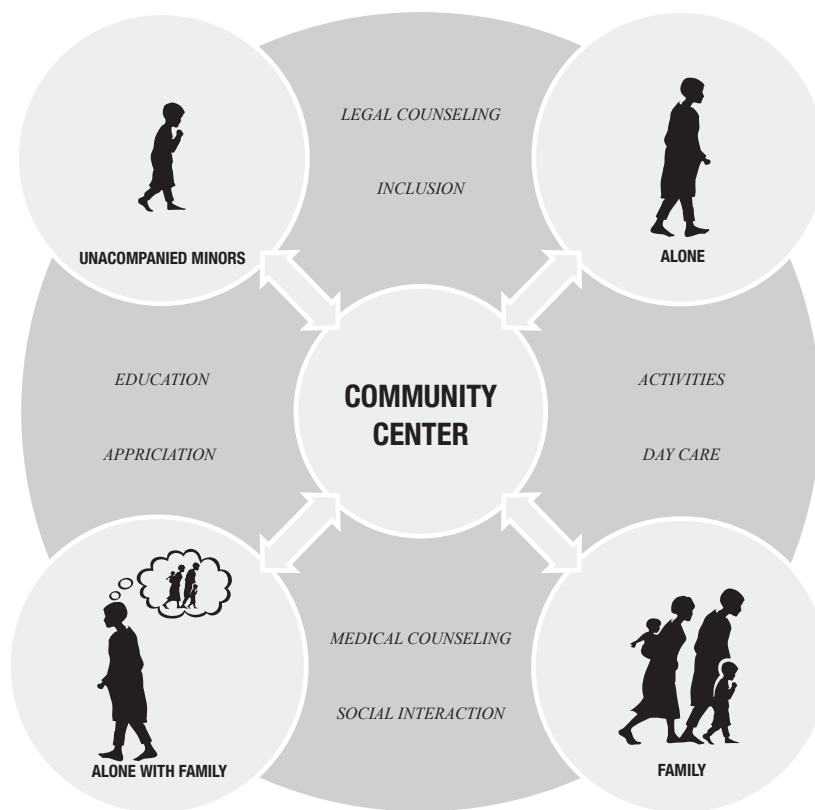 LEGAL COUNSELING
INCLUSION
UNACOMPANIED MINORS
ALONE
EDUCATION
APPRICIATION
COMMUNITY
CENTER
ACTIVITIES
DAY CARE
MEDICAL COUNSELING
SOCIAL INTERACTION
ALONE WITH FAMILY
FAMILY